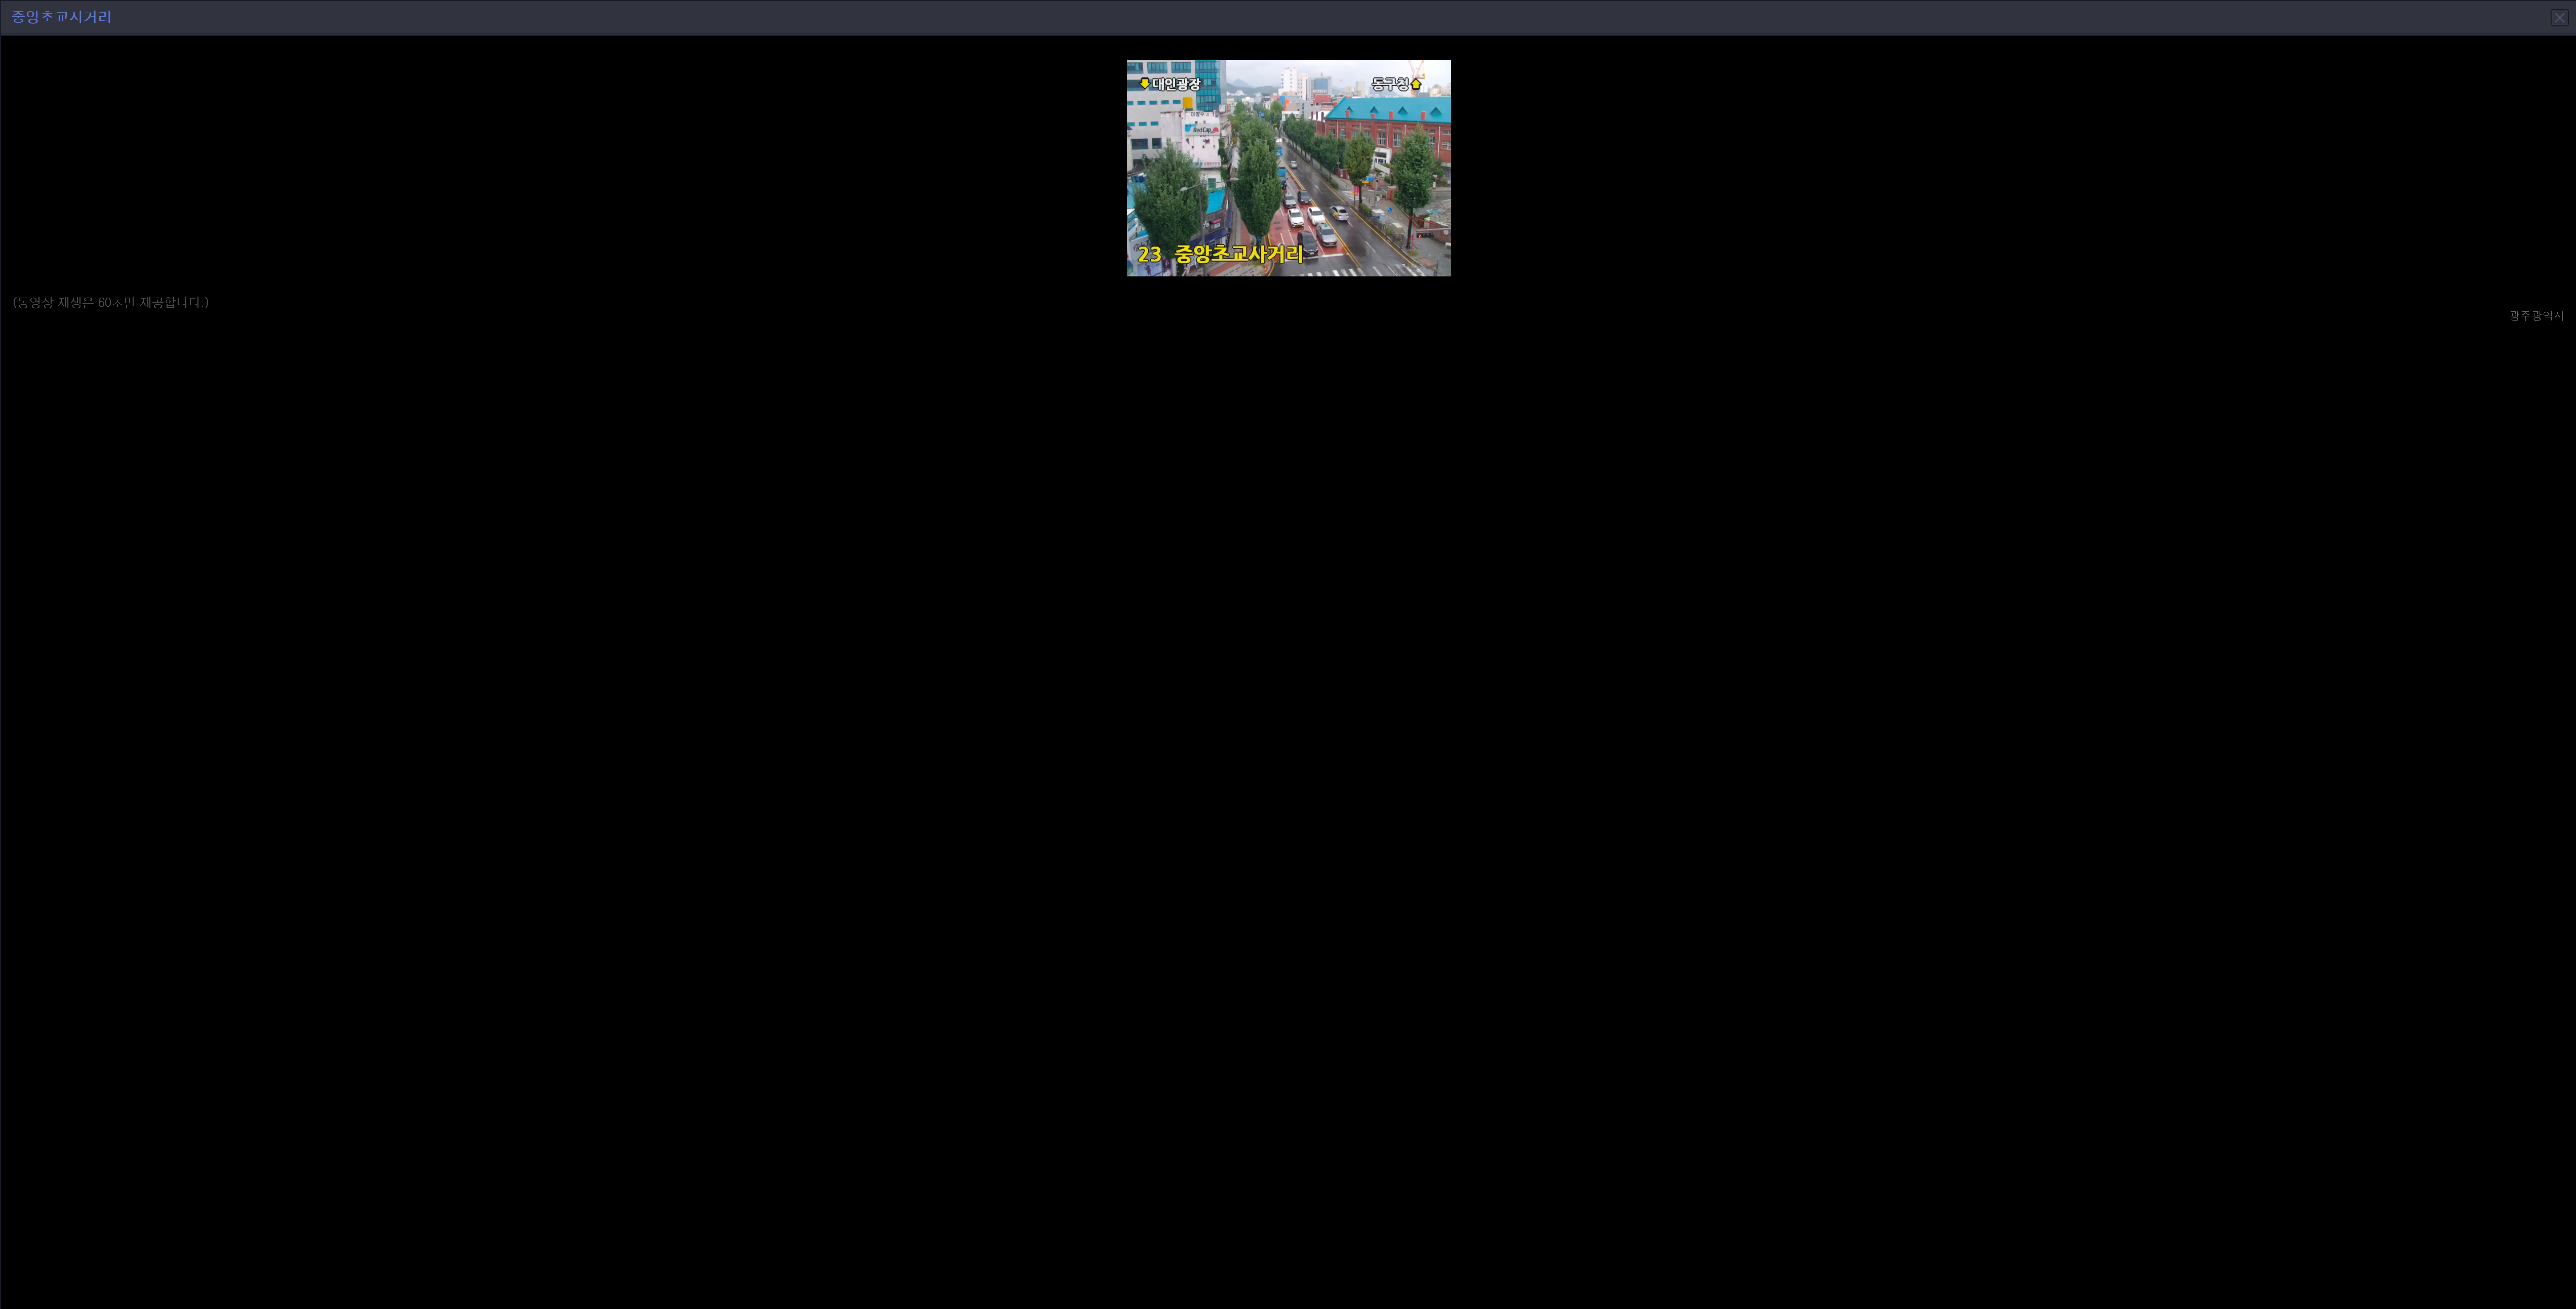 중앙초교사거리
대인광장
동구청
RedCap
23 중앙초교사거리
(동영상 재생은 60초만 제공합니다.)
광주광역시